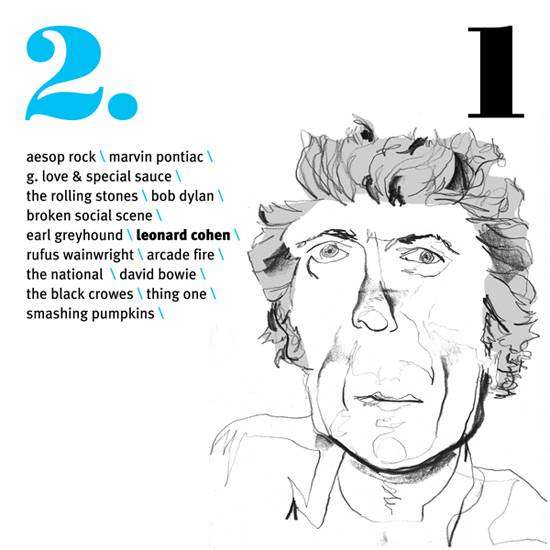 2.
1
aesop rock \ marvin pontiac \
g. love & special sauce \
the rolling stones \ bob dylan \
broken social scene \
earl greyhound \ leonard cohen \
rufus wainwright \ arcade fire \
the national \ david bowie \
the black crowes \ thing one \
smashing pumpkins \